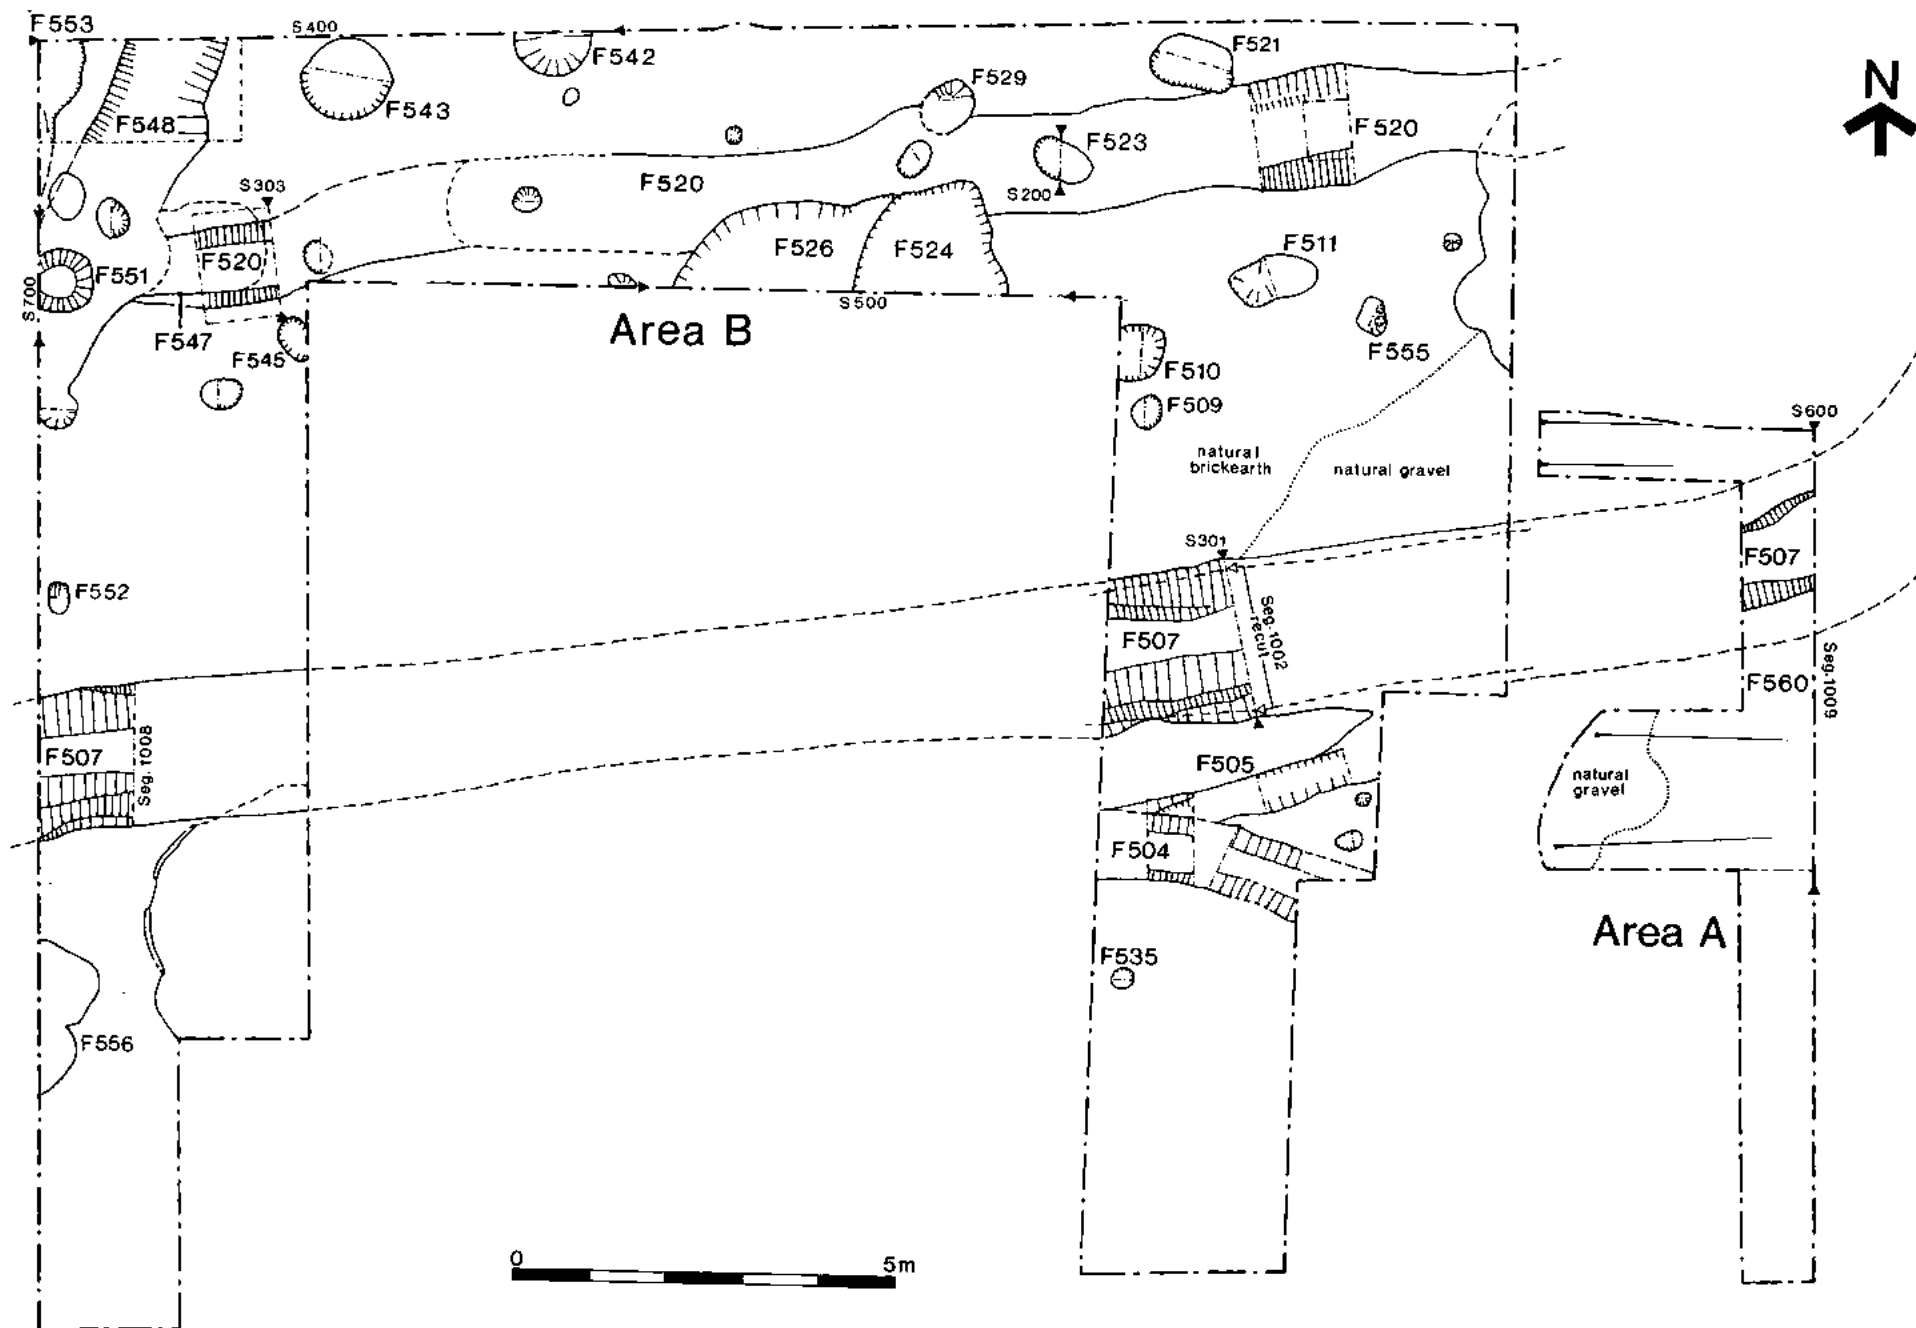 F553
S400
F542
F521
N
F543
F529
F548
F523
F520
S303
F520
S200
F526
F524
F511
F551
F520
S700
S500
F547
F545
Area B
F510
F555
F509
S600
natural
brickearth
natural gravel
S301
F507
F552
Seg.1002
recut
F507
F560
Seg.1009
F507
Seg. 1008
F505
natural
gravel
F504
Area A
F535
F556
0
5m